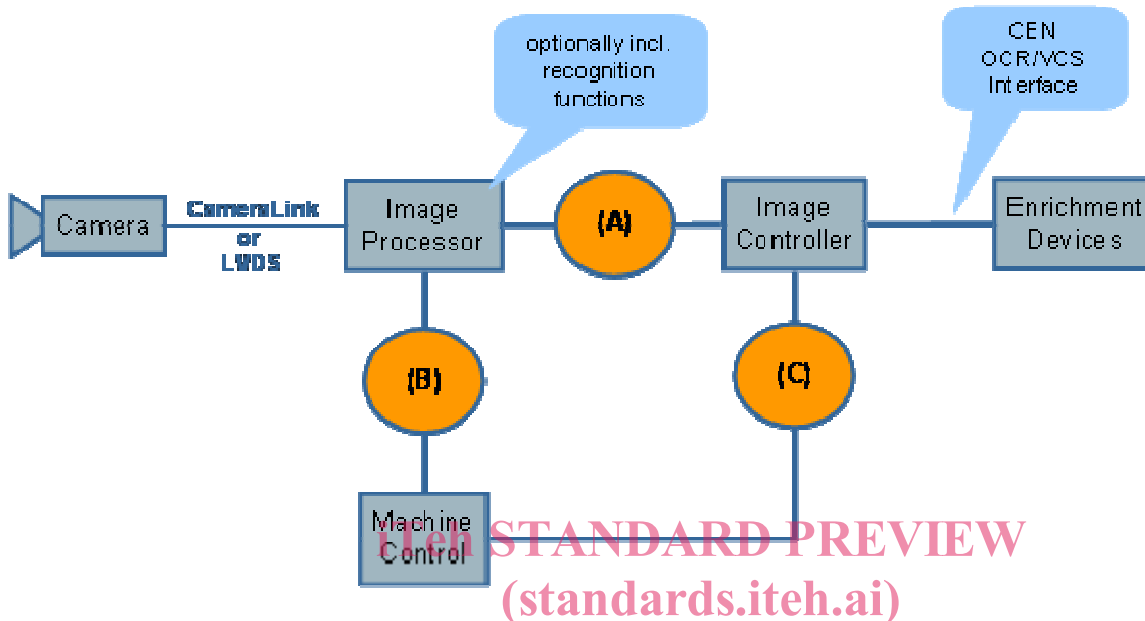 optionally incl.
recognition
functions
CEN
OCR/VCS
Interface
Camera
CameraLink
or
LVDS
Image
Processor
(A)
Image
Controller
Enrichment
Devices
(B)
(C)
Machine
Control
iTeh STANDARD PREVIEW
(standards.iteh.ai)